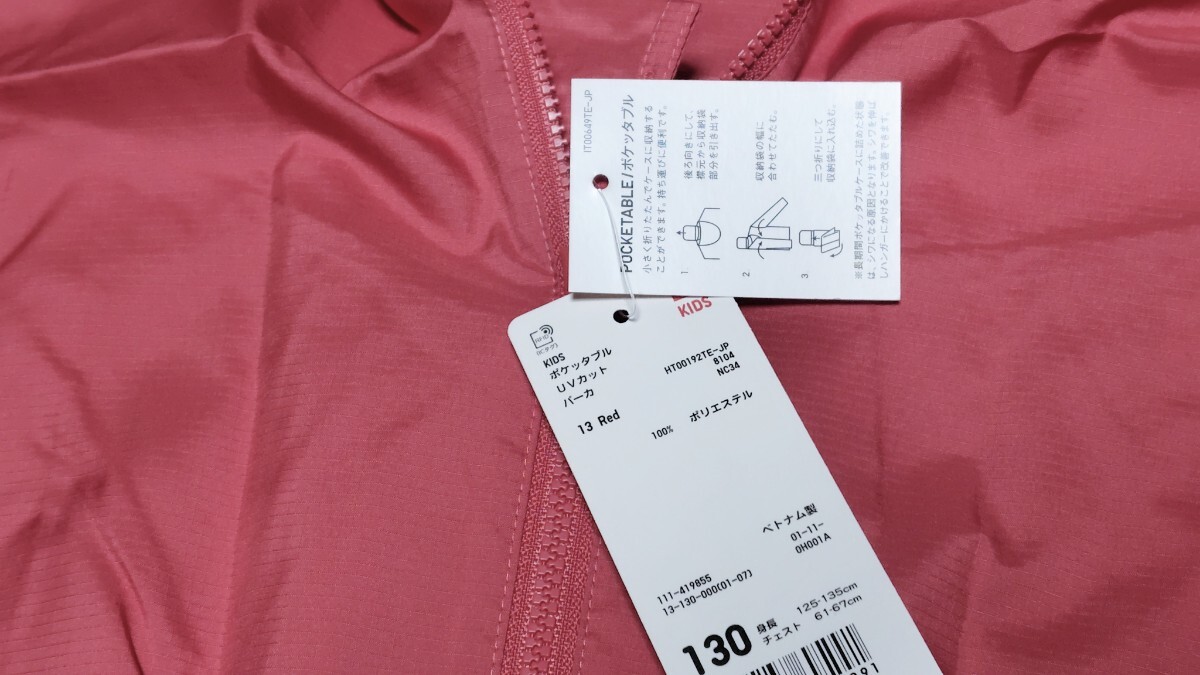 IT00649TE-JP
POCKETABLE/ポケッタブル
小さく折りたたんでケースに収納する
ことができます。持ち運びに便利です。
1.
後ろ向きにして、
襟元から収納袋
部分を引き出す。
2.
収納袋の幅に
合わせてたたむ。
3
三つ折りにして
収納袋に入れ込む。
※長期間ポケッタブルケースに詰めた状態
は、シワになる原因となります。シワを伸ば
しハンガーにかけることで改善できます。
KIDS
KIDS
ポケッタブル
UVカット
パーカ
13 Red
HT00192TE-JP
8104
NC34
100% ポリエステル
ベトナム製
01-11-
0H001A
111-419855
13-130-000(01-07)
130
身長 125-135cm
チェスト 61-67cm